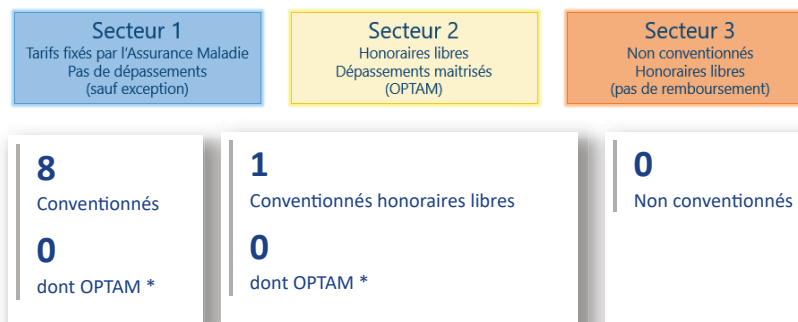 Secteur 1
Tarifs fixés par l'Assurance Maladie
Pas de dépassements
(sauf exception)
Secteur 2
Honoraires libres
Dépassements maitrisés
(OPTAM)
Secteur 3
Non conventionnés
Honoraires libres
(pas de remboursement)
8
Conventionnés
0
dont OPTAM *
1
Conventionnés honoraires libres
0
dont OPTAM *
0
Non conventionnés